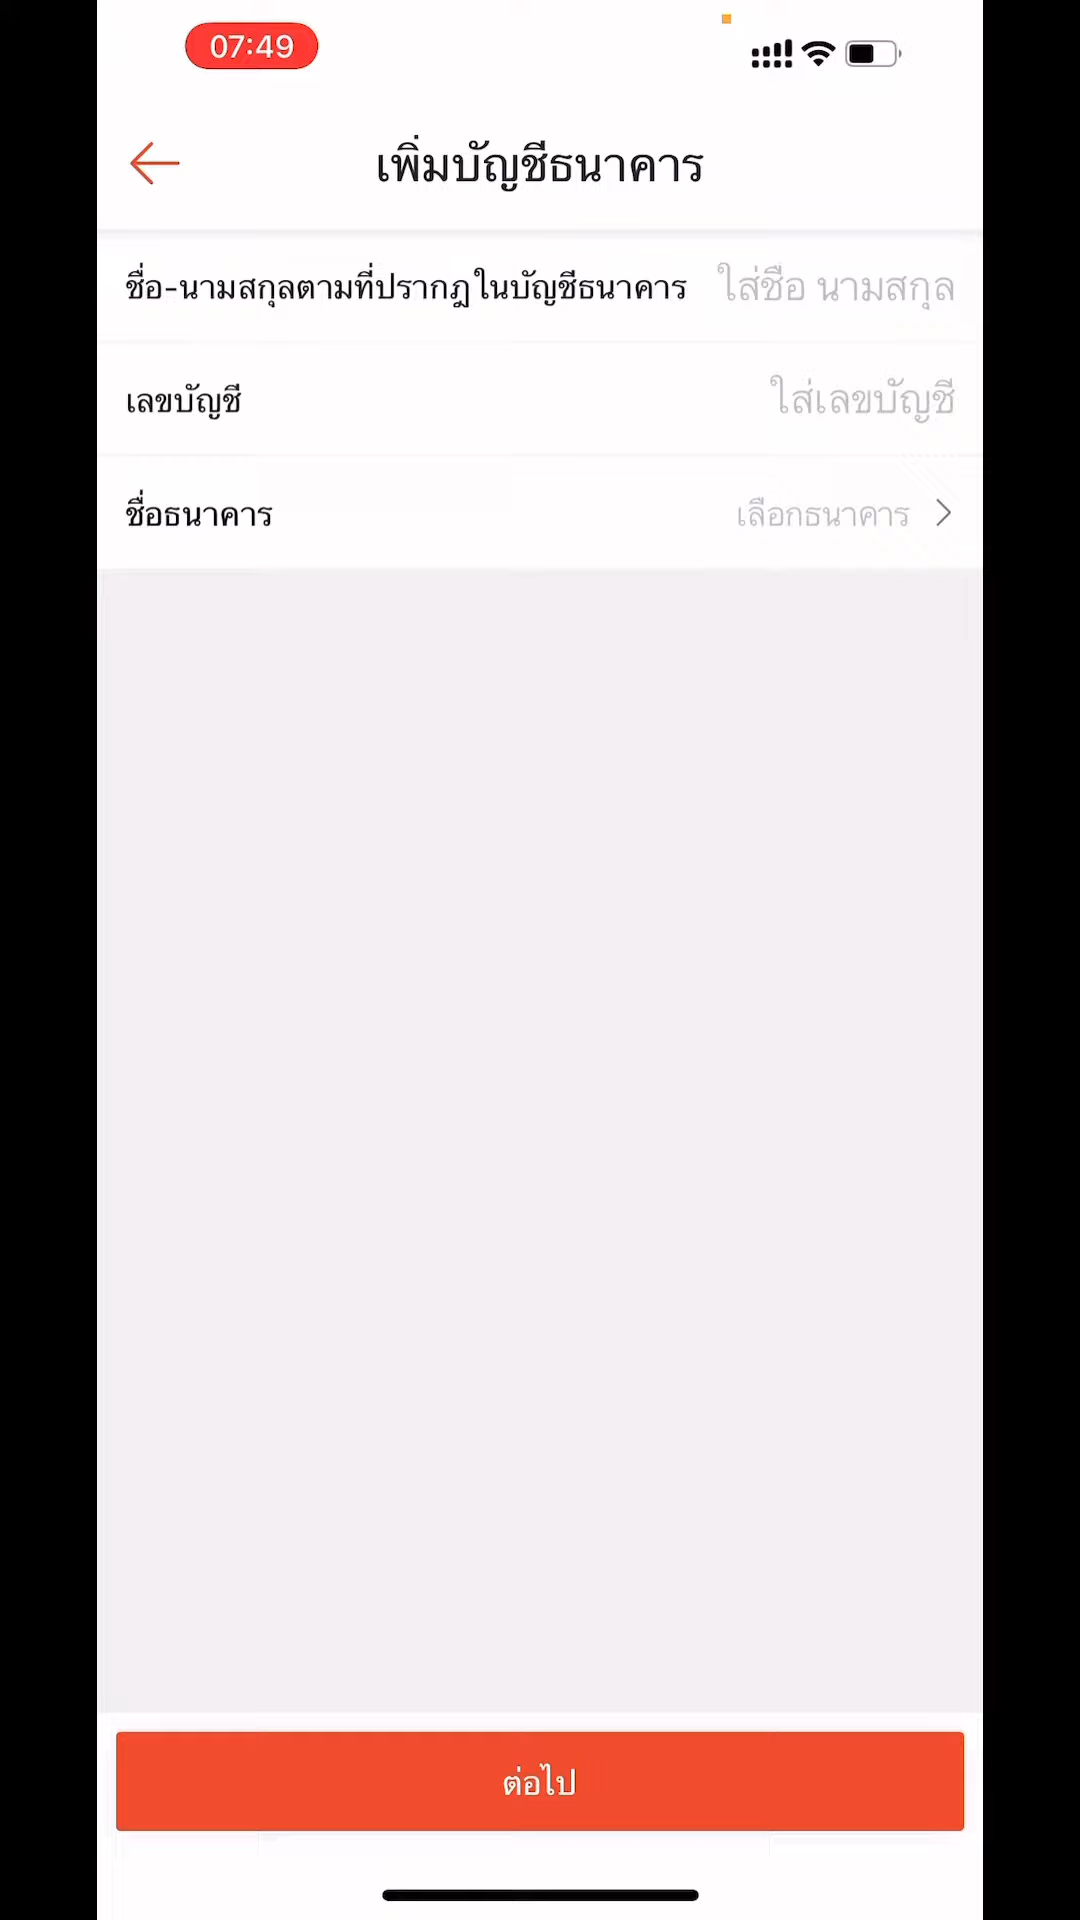 07:49
เพิ่มบัญชีธนาคาร
ชื่อ-นามสกุลตามที่ปรากฎในบัญชีธนาคาร ใส่ชื่อ นามสกุล
เลขบัญชี ใส่เลขบัญชี
ชื่อธนาคาร เลือกธนาคาร
ต่อไป